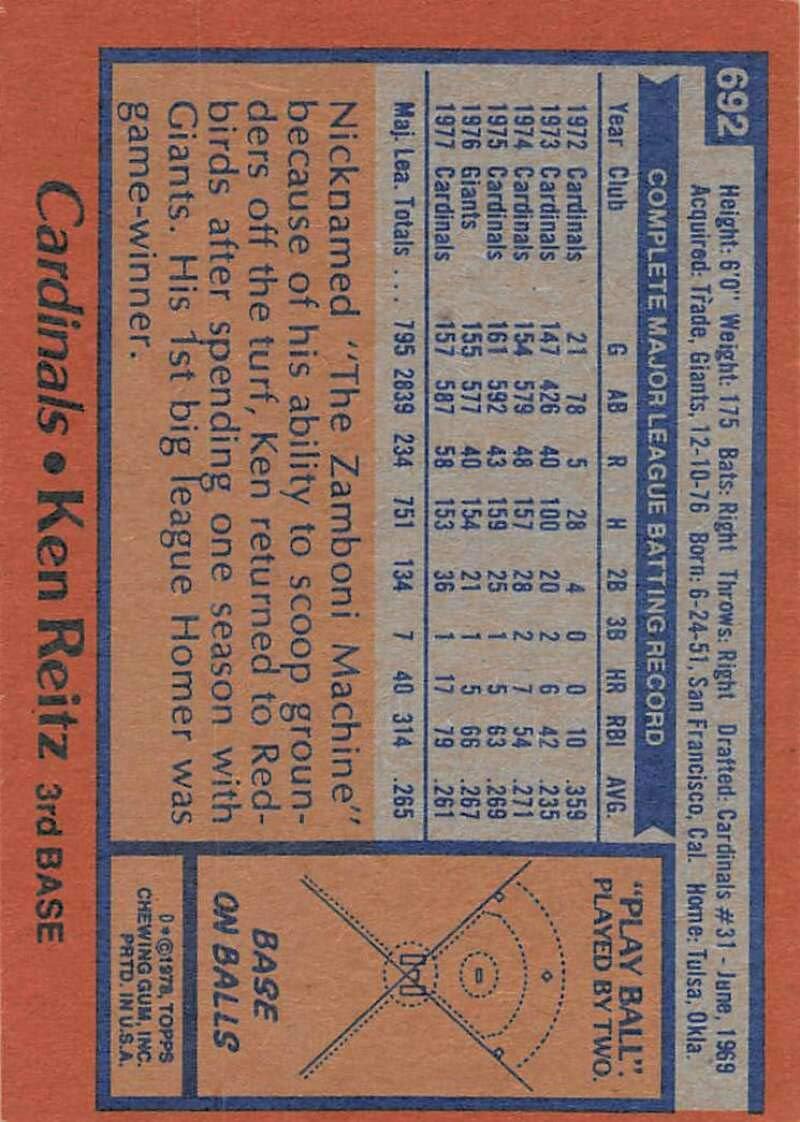 692
Height: 6'0" Weight: 175 Bats: Right Throws: Right Drafted: Cardinals #31 - June, 1969
Acquired: Trade, Giants, 12-10-76 Born: 6-24-51, San Francisco, Cal. Home: Tulsa, Okla.
COMPLETE MAJOR LEAGUE BATTING RECORD
Year Club G AB R H 2B 3B HR RBI AVG.
1972 Cardinals 21 78 5 28 4 0 0 10 .359
1973 Cardinals 147 426 40 100 20 2 6 42 .235
1974 Cardinals 154 579 48 157 28 2 7 54 .271
1975 Cardinals 161 592 43 159 25 1 5 63 .269
1976 Giants 155 577 40 154 21 1 5 66 .267
1977 Cardinals 157 587 58 153 36 1 17 79 .261
Maj. Lea. Totals ... 795 2839 234 751 134 7 40 314 .265
Nicknamed "The Zamboni Machine"
because of his ability to scoop groun-
ders off the turf, Ken returned to Red-
birds after spending one season with
Giants. His 1st big league Homer was
game-winner.
"PLAY BALL"
PLAYED BY TWO.
BASE
ON BALLS
D*©1978, TOPPS
CHEWING GUM, INC.
PRTD. IN U.S.A.
Cardinals • Ken Reitz 3rd BASE